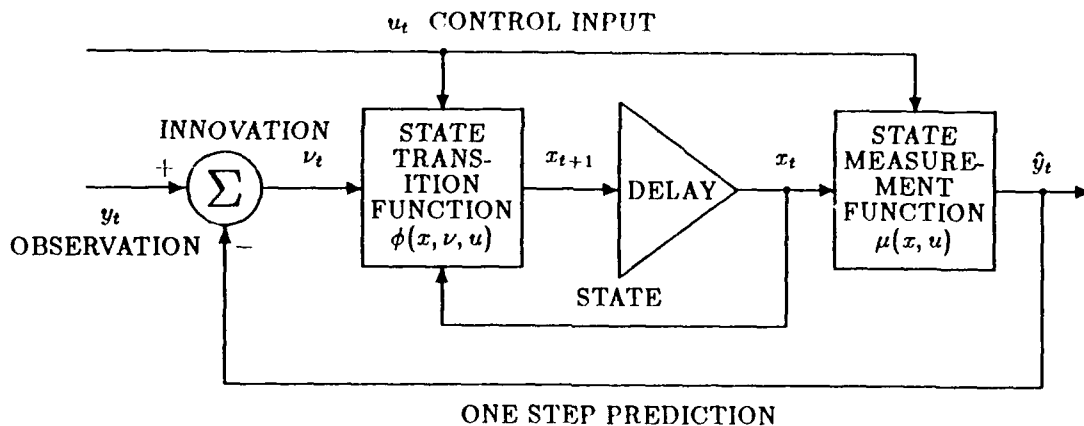 u_t CONTROL INPUT
INNOVATION
ν_t
+
Σ
−
y_t
OBSERVATION
STATE
TRANS-
ITION
FUNCTION
ϕ(x, ν, u)
x_{t+1}
DELAY
x_t
STATE
STATE
MEASURE-
MENT
FUNCTION
μ(x, u)
ŷ_t
ONE STEP PREDICTION